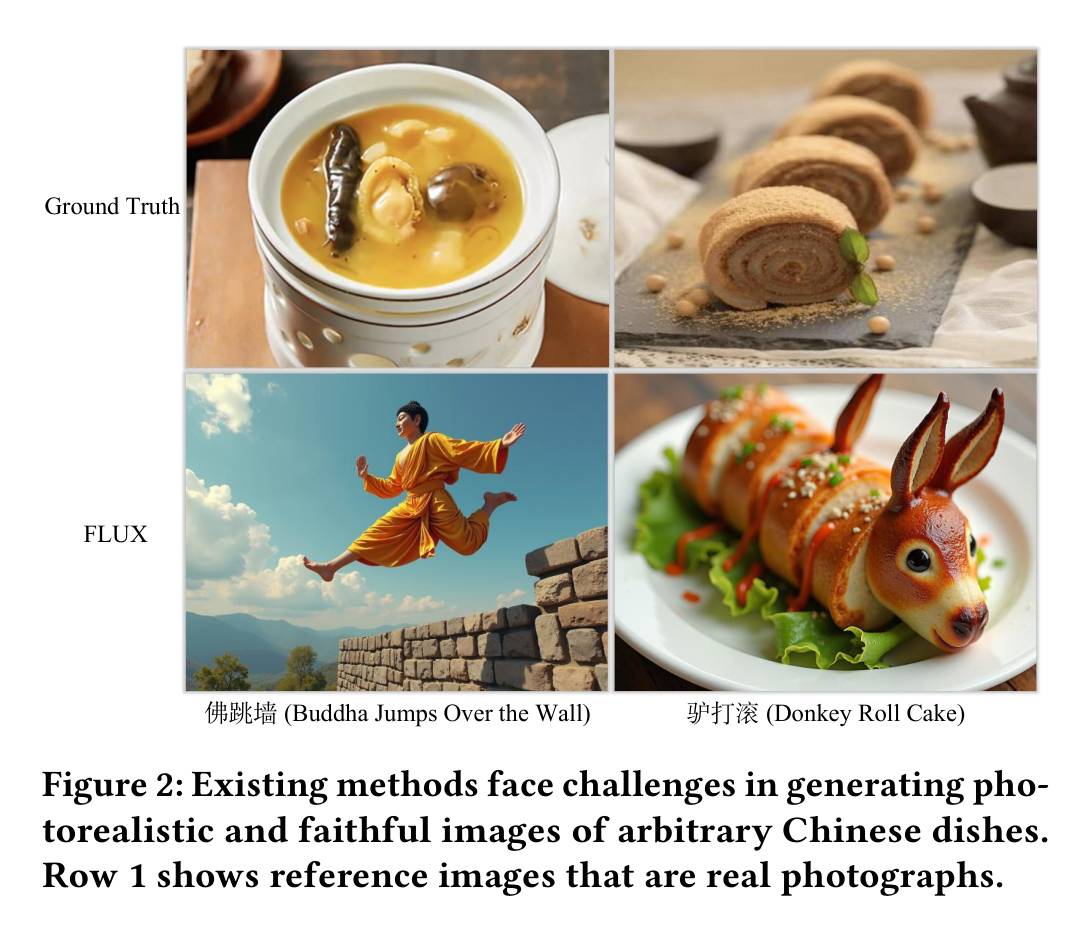 Ground Truth
FLUX
佛跳墙 (Buddha Jumps Over the Wall)
驴打滚 (Donkey Roll Cake)
Figure 2: Existing methods face challenges in generating pho-
torealistic and faithful images of arbitrary Chinese dishes.
Row 1 shows reference images that are real photographs.